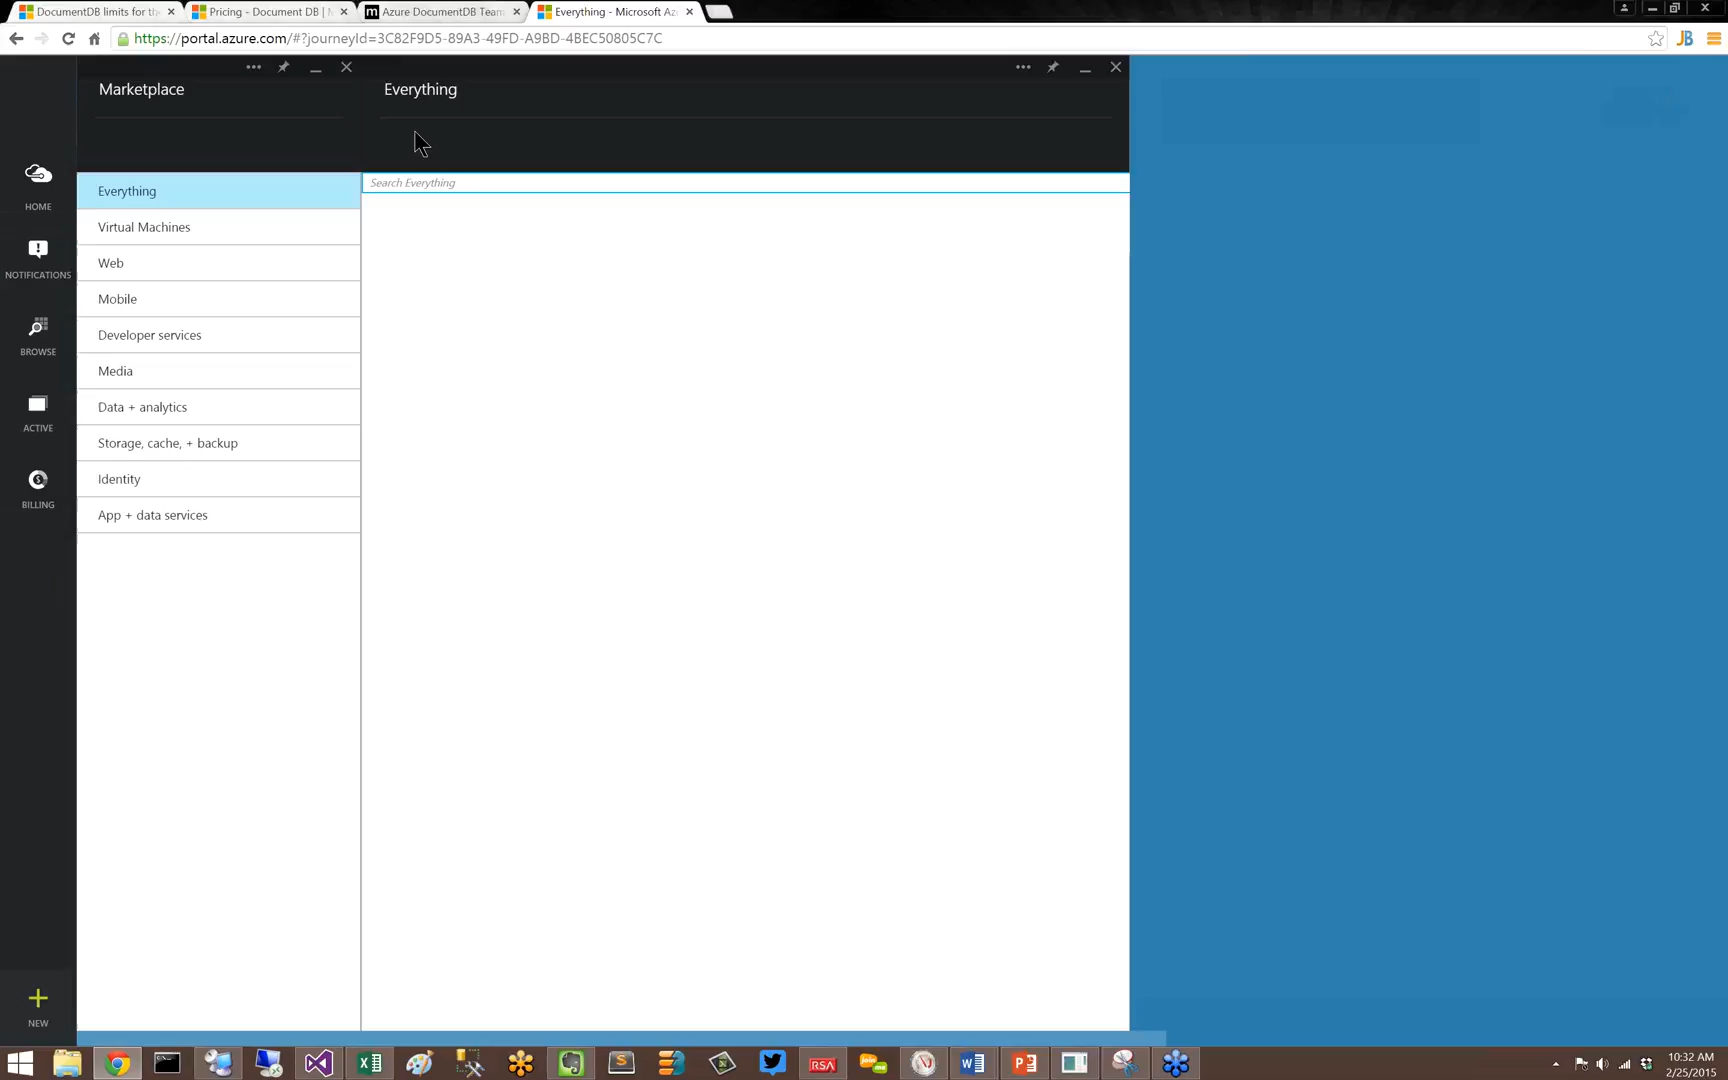 DocumentDB limits for th
Pricing - Document DB |
Azure DocumentDB Team
Everything - Microsoft Az
https://portal.azure.com/#?journeyId=3C82F9D5-89A3-49FD-A9BD-4BEC50805C7C
JB
Marketplace
Everything
Search Everything
HOME
NOTIFICATIONS
BROWSE
ACTIVE
BILLING
NEW
Everything
Virtual Machines
Web
Mobile
Developer services
Media
Data + analytics
Storage, cache, + backup
Identity
App + data services
RSA
join.me
10:32 AM
2/25/2015